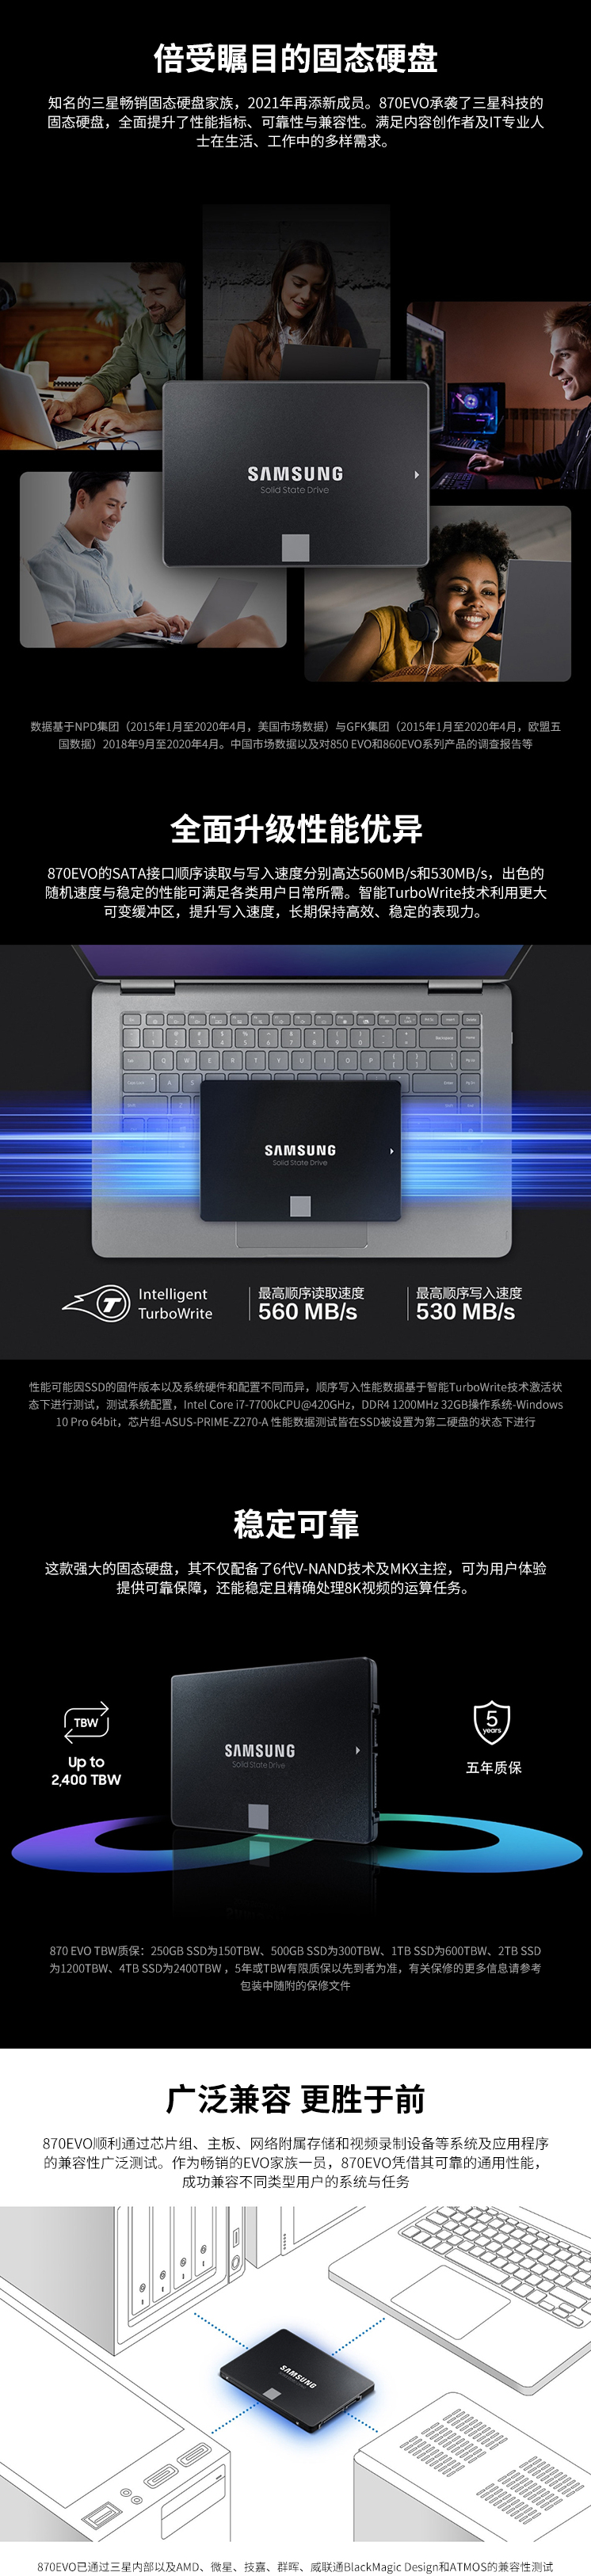 倍受瞩目的固态硬盘
知名的三星畅销固态硬盘家族，2021年再添新成员。870EVO承袭了三星科技的
固态硬盘，全面提升了性能指标、可靠性与兼容性。满足内容创作者及IT专业人
士在生活、工作中的多样需求。
SAMSUNG
Solid State Drive
数据基于NPD集团（2015年1月至2020年4月，美国市场数据）与GFK集团（2015年1月至2020年4月，欧盟五
国数据）2018年9月至2020年4月。中国市场数据以及对850 EVO和860EVO系列产品的调查报告等
全面升级性能优异
870EVO的SATA接口顺序读取与写入速度分别高达560MB/s和530MB/s，出色的
随机速度与稳定的性能可满足各类用户日常所需。智能TurboWrite技术利用更大
可变缓冲区，提升写入速度，长期保持高效、稳定的表现力。
SAMSUNG
Solid State Drive
Intelligent
TurboWrite
最高顺序读取速度
560 MB/s
最高顺序写入速度
530 MB/s
性能可能因SSD的固件版本以及系统硬件和配置不同而异，顺序写入性能数据基于智能TurboWrite技术激活状
态下进行测试，测试系统配置，Intel Core i7-7700kCPU@420GHz，DDR4 1200MHz 32GB操作系统-Windows
10 Pro 64bit，芯片组-ASUS-PRIME-Z270-A 性能数据测试皆在SSD被设置为第二硬盘的状态下进行
稳定可靠
这款强大的固态硬盘，其不仅配备了6代V-NAND技术及MKX主控，可为用户体验
提供可靠保障，还能稳定且精确处理8K视频的运算任务。
TBW
Up to
2,400 TBW
SAMSUNG
Solid State Drive
5
years
五年质保
870 EVO TBW质保：250GB SSD为150TBW、500GB SSD为300TBW、1TB SSD为600TBW、2TB SSD
为1200TBW、4TB SSD为2400TBW ，5年或TBW有限质保以先到者为准，有关保修的更多信息请参考
包装中随附的保修文件
广泛兼容 更胜于前
870EVO顺利通过芯片组、主板、网络附属存储和视频录制设备等系统及应用程序
的兼容性广泛测试。作为畅销的EVO家族一员，870EVO凭借其可靠的通用性能，
成功兼容不同类型用户的系统与任务
SAMSUNG
870EVO已通过三星内部以及AMD、微星、技嘉、群晖、威联通BlackMagic Design和ATMOS的兼容性测试